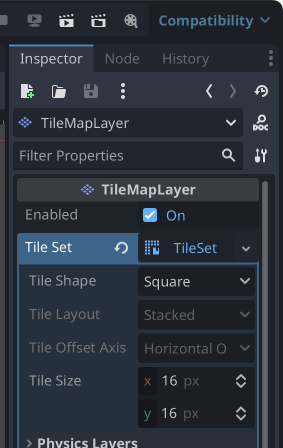 Compatibility
Inspector Node History
TileMapLayer
DOC
Filter Properties
TileMapLayer
Enabled On
Tile Set TileSet
Tile Shape Square
Tile Layout Stacked
Tile Offset Axis Horizontal O
Tile Size x 16 px
y 16 px
Physics Layers